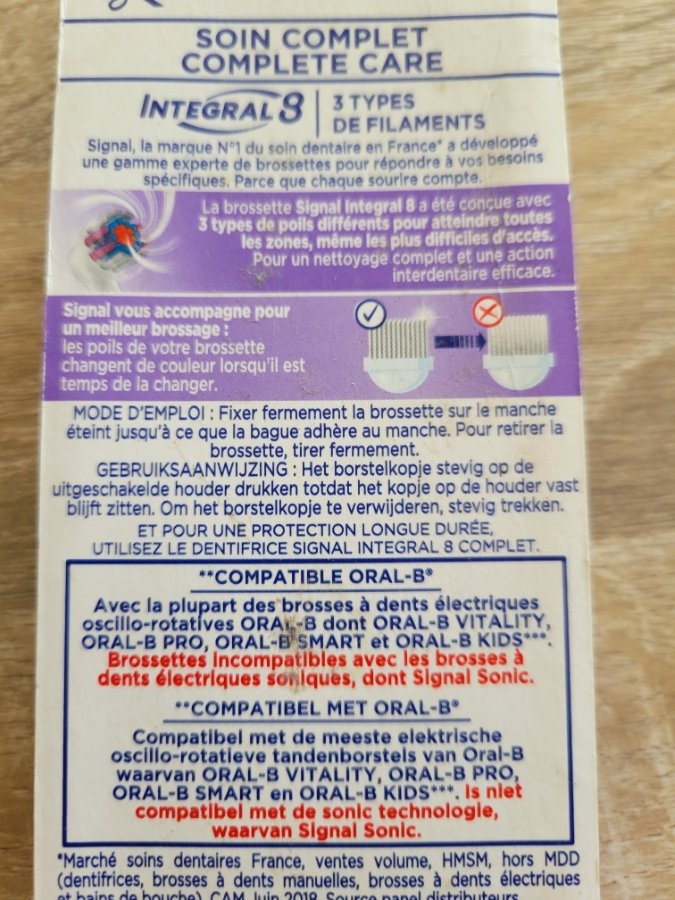 SOIN COMPLET
COMPLETE CARE
INTEGRAL 8
3 TYPES
DE FILAMENTS
Signal, la marque N°1 du soin dentaire en France* a développé
une gamme experte de brossettes pour répondre à vos besoins
spécifiques. Parce que chaque sourire compte.
La brossette Signal Integral 8 a été conçue avec
3 types de poils différents pour atteindre toutes
les zones, même les plus difficiles d'accès.
Pour un nettoyage complet et une action
interdentaire efficace.
Signal vous accompagne pour
un meilleur brossage :
les poils de votre brossette
changent de couleur lorsqu'il est
temps de la changer.
MODE D'EMPLOI : Fixer fermement la brossette sur le manche
éteint jusqu'à ce que la bague adhère au manche. Pour retirer la
brossette, tirer fermement.
GEBRUIKSAANWIJZING : Het borstelkopje stevig op de
uitgeschakelde houder drukken totdat het kopje op de houder vast
blijft zitten. Om het borstelkopje te verwijderen, stevig trekken.
ET POUR UNE PROTECTION LONGUE DURÉE,
UTILISEZ LE DENTIFRICE SIGNAL INTEGRAL 8 COMPLET.
**COMPATIBLE ORAL-B®
Avec la plupart des brosses à dents électriques
oscillo-rotatives ORAL-B dont ORAL-B VITALITY,
ORAL-B PRO, ORAL-B SMART et ORAL-B KIDS***.
Brossettes incompatibles avec les brosses à
dents électriques soniques, dont Signal Sonic.
**COMPATIBEL MET ORAL-B®
Compatibel met de meeste elektrische
oscillo-rotatieve tandenborstels van Oral-B
waarvan ORAL-B VITALITY, ORAL-B PRO,
ORAL-B SMART en ORAL-B KIDS***. Is niet
compatibel met de sonic technologie,
waarvan Signal Sonic.
*Marché soins dentaires France, ventes volume, HMSM, hors MDD
(dentifrices, brosses à dents manuelles, brosses à dents électriques
et bains de bouche), CAM Juin 2018. Source panel distributeurs